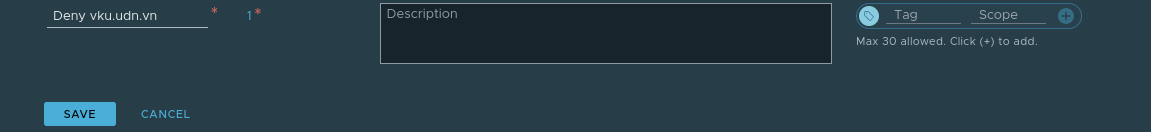 Deny vku.udn.vn * 1 * Description Tag Scope
Max 30 allowed. Click (+) to add.
SAVE CANCEL